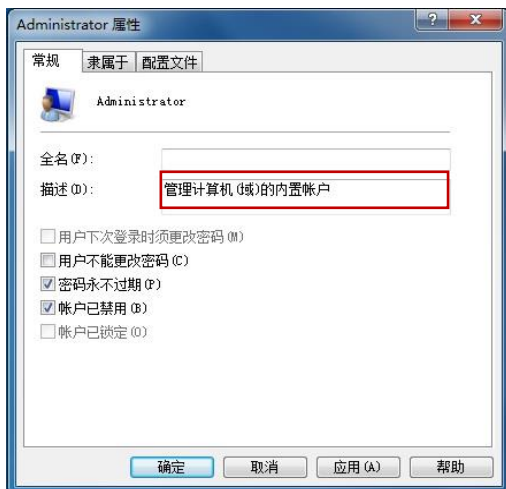 Administrator 属性
?
X
常规 隶属于 配置文件
Administrator
全名(F):
描述(D):
管理计算机(域)的内置帐户
用户下次登录时须更改密码(M)
用户不能更改密码(C)
密码永不过期(P)
帐户已禁用(B)
帐户已锁定(O)
确定 取消 应用(A) 帮助